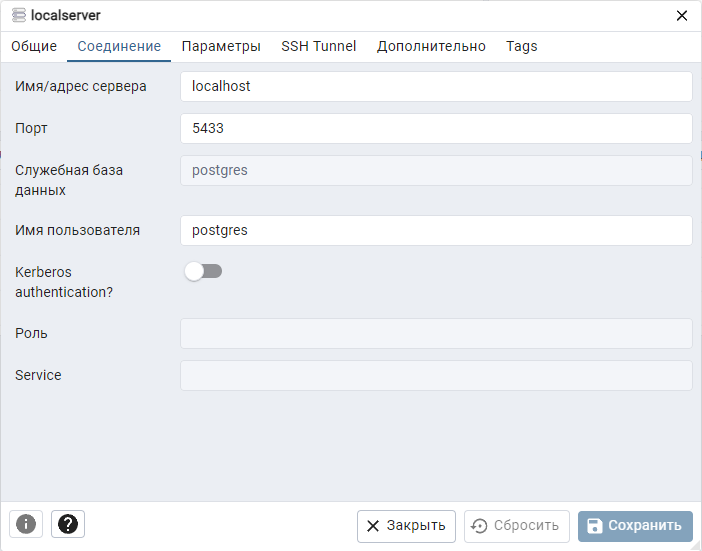 localserver
Общие Соединение Параметры SSH Tunnel Дополнительно Tags
Имя/адрес сервера localhost
Порт 5433
Служебная база
данных postgres
Имя пользователя postgres
Kerberos
authentication?
Роль
Service
Закрыть Сбросить Сохранить